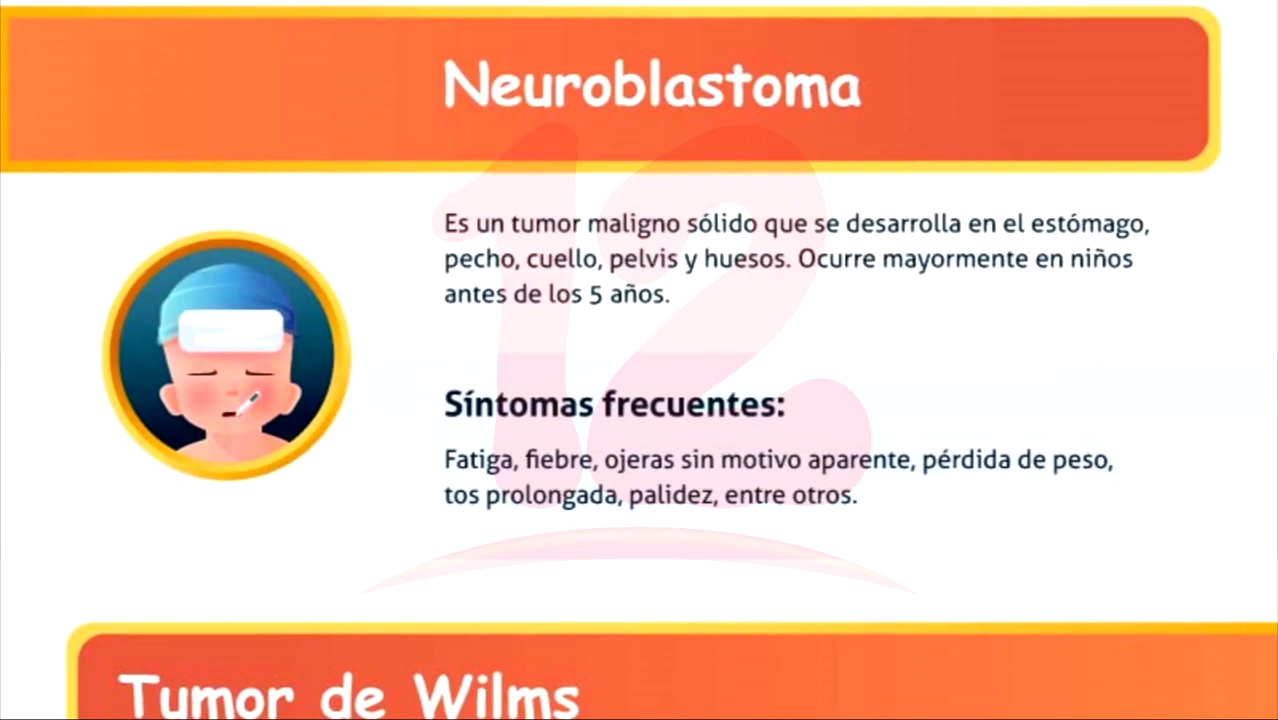 Neuroblastoma
12
Es un tumor maligno sólido que se desarrolla en el estómago,
pecho, cuello, pelvis y huesos. Ocurre mayormente en niños
antes de los 5 años.
Síntomas frecuentes:
Fatiga, fiebre, ojeras sin motivo aparente, pérdida de peso,
tos prolongada, palidez, entre otros.
Tumor de Wilms